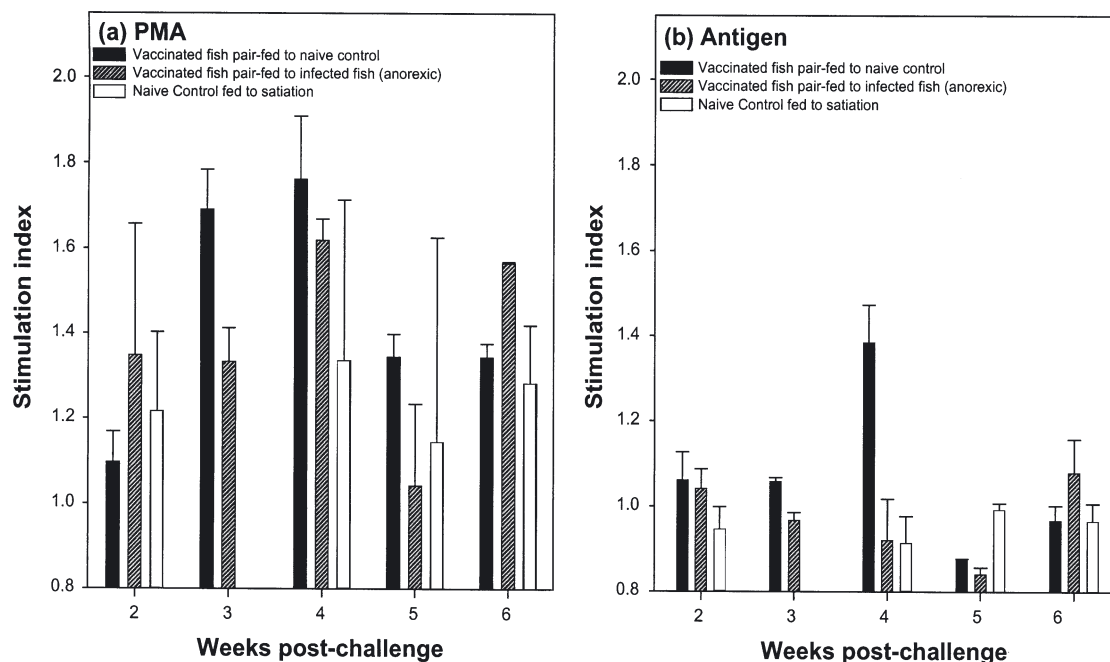 (a) PMA
Vaccinated fish pair-fed to naive control
Vaccinated fish pair-fed to infected fish (anorexic)
Naive Control fed to satiation
2.0
1.8
1.6
1.4
1.2
1.0
0.8
Stimulation index
2 3 4 5 6
Weeks post-challenge
(b) Antigen
Vaccinated fish pair-fed to naive control
Vaccinated fish pair-fed to infected fish (anorexic)
Naive Control fed to satiation
2.0
1.8
1.6
1.4
1.2
1.0
0.8
Stimulation index
2 3 4 5 6
Weeks post-challenge